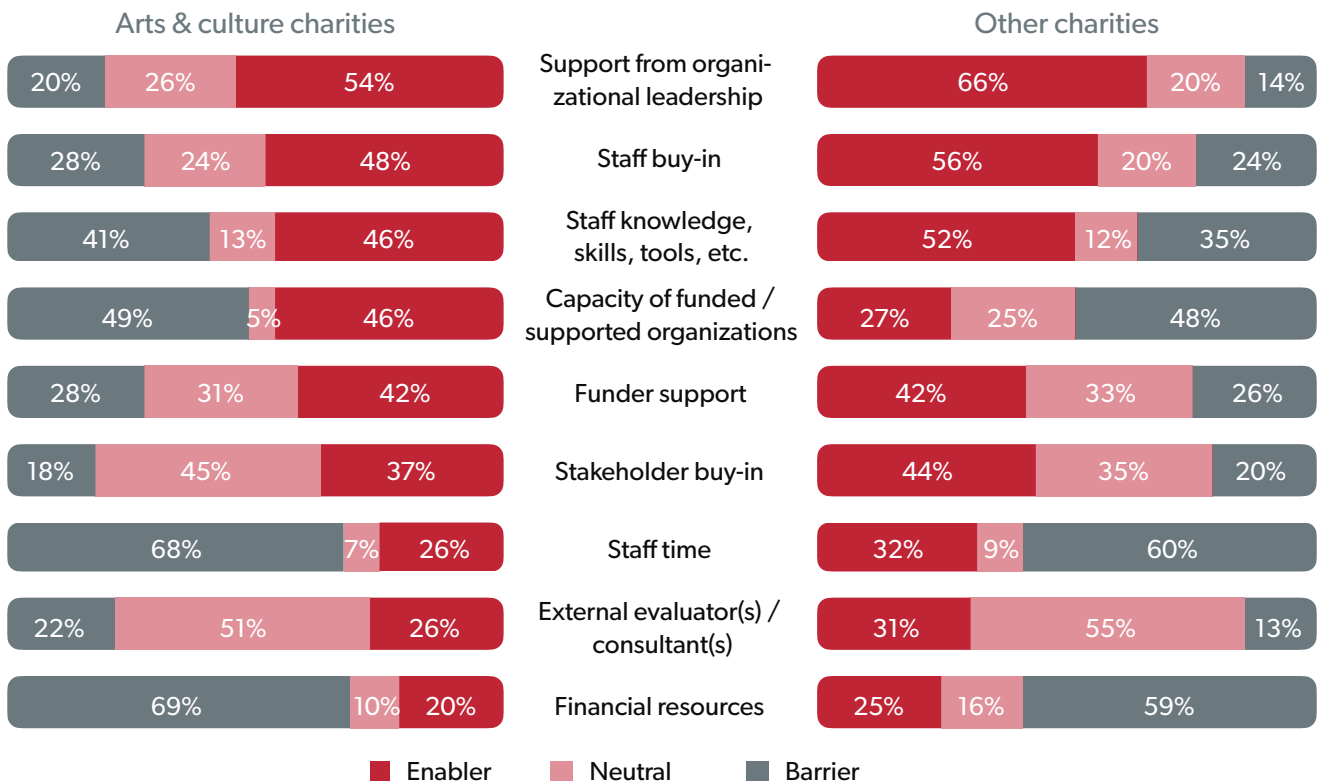 Arts & culture charities Other charities
20% 26% 54% Support from organi- 66% 20% 14%
zational leadership
28% 24% 48% Staff buy-in 56% 20% 24%
41% 13% 46% Staff knowledge, 52% 12% 35%
skills, tools, etc.
49% 5% 46% Capacity of funded / 27% 25% 48%
supported organizations
28% 31% 42% Funder support 42% 33% 26%
18% 45% 37% Stakeholder buy-in 44% 35% 20%
68% 7% 26% Staff time 32% 9% 60%
22% 51% 26% External evaluator(s) / 31% 55% 13%
consultant(s)
69% 10% 20% Financial resources 25% 16% 59%
Enabler Neutral Barrier